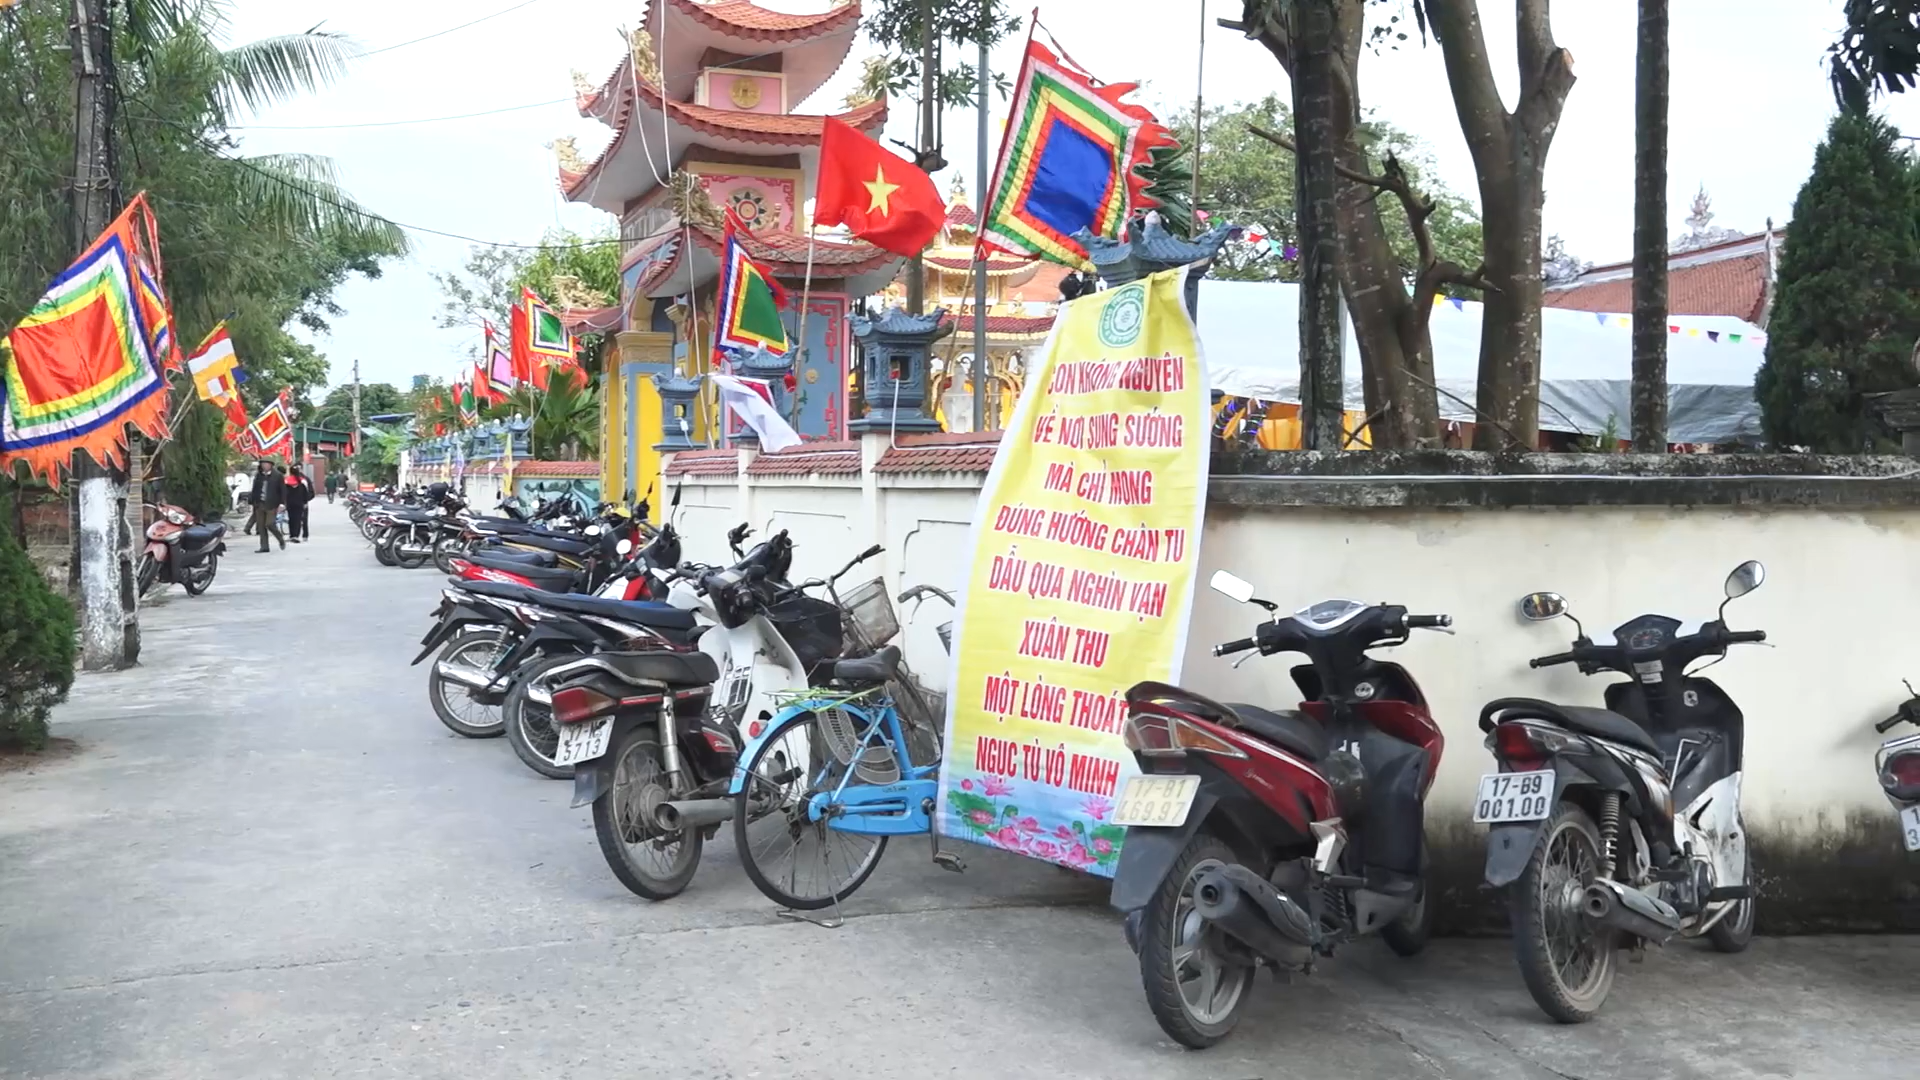 CON KHÔNG NGUYÊN
VỀ NƠI SUNG SƯỚNG
MÀ CHỈ MONG
ĐÚNG HƯỚNG CHÂN TU
DẪU QUA NGHÌN VẠN
XUÂN THU
MỘT LÒNG THOÁT
NGỤC TÙ VÔ MINH
5713
17-B1
469.97
17-B9
001.00